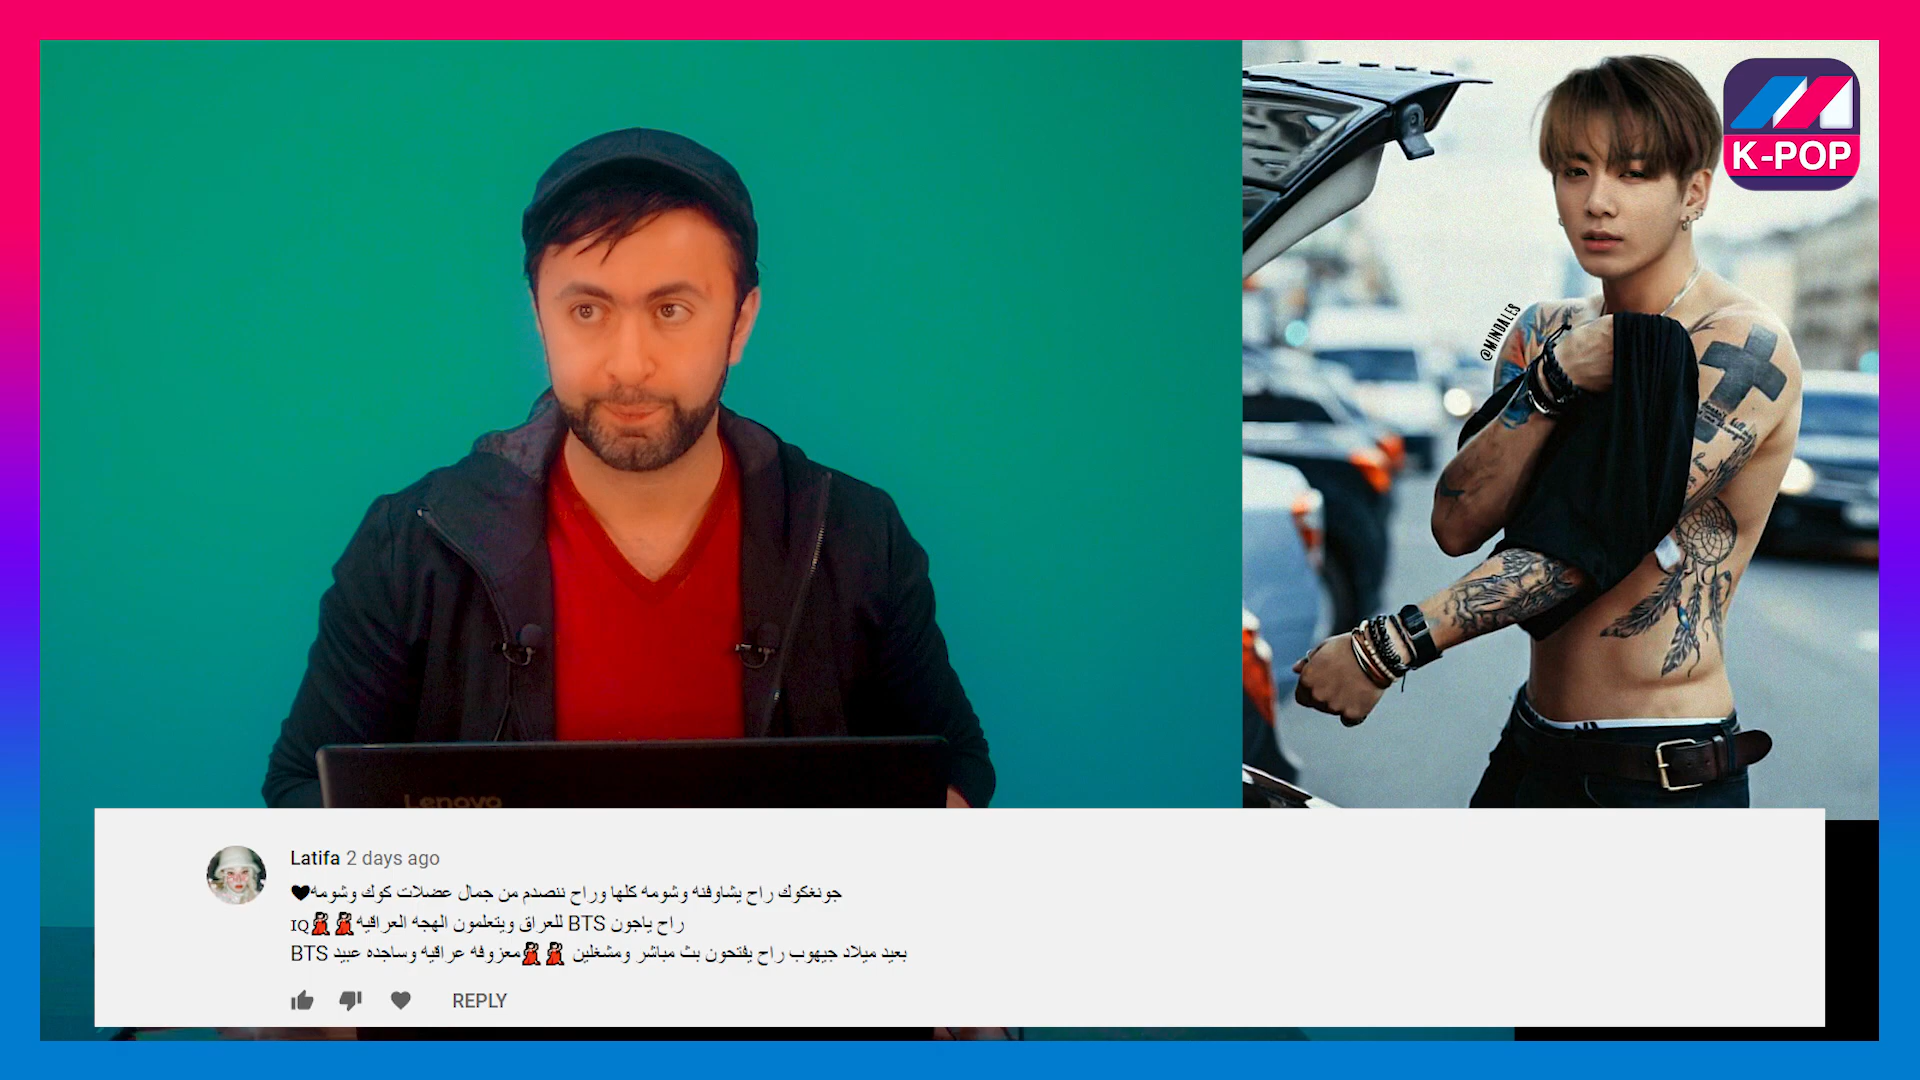 K-POP
@MINDALES
Lenovo
Latifa 2 days ago
جونغكوك راح يشاوفنه وشومه كلها وراح ننصدم من جمال عضلات كوك وشومه🖤
راح ياجون BTS للعراق ويتعلمون الهجه العراقيه💃💃IQ
بعيد ميلاد جيهوب راح يفتحون بث مباشر ومشغلين 💃💃معزوفه عراقيه وساجده عبيد BTS
REPLY